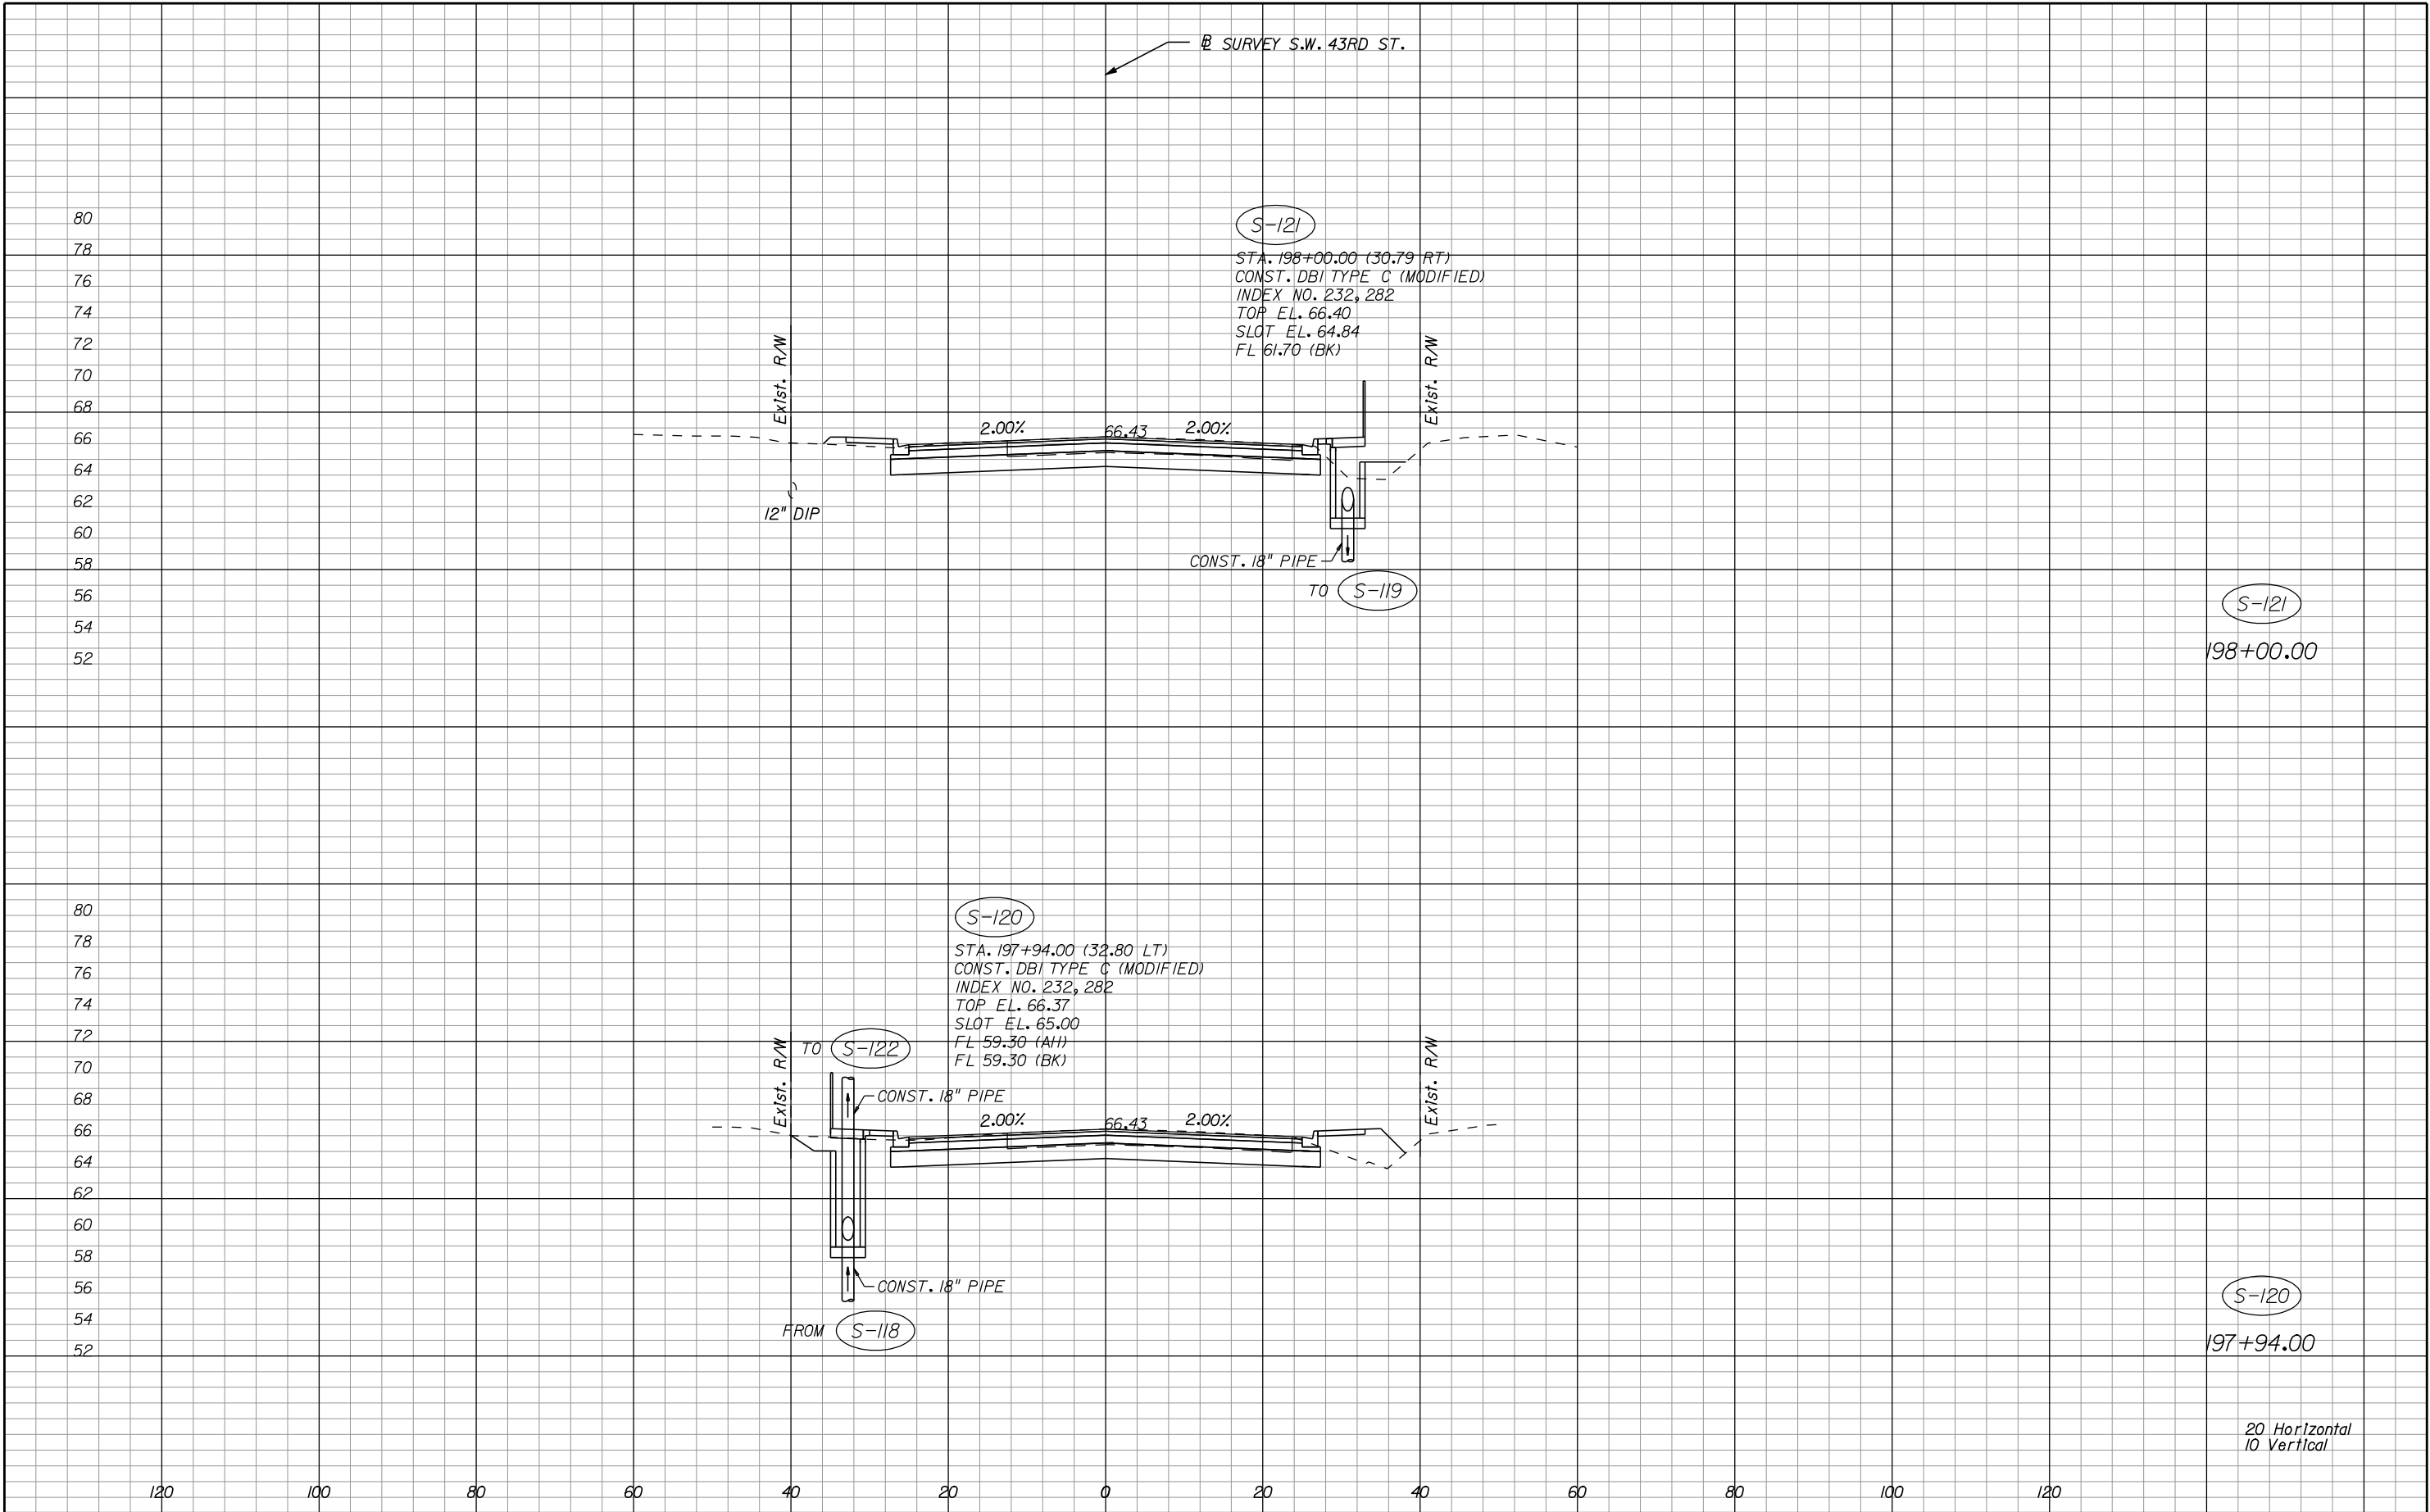 ℄ SURVEY S.W. 43RD ST.
80
78
76
74
72
70
68
66
64
62
60
58
56
54
52
S-121
STA. 198+00.00 (30.79 RT)
CONST. DBI TYPE C (MODIFIED)
INDEX NO. 232, 282
TOP EL. 66.40
SLOT EL. 64.84
FL 61.70 (BK)
Exist. R/W
Exist. R/W
2.00%
66.43
2.00%
12" DIP
CONST. 18" PIPE
TO S-119
S-121
198+00.00
80
78
76
74
72
70
68
66
64
62
60
58
56
54
52
S-120
STA. 197+94.00 (32.80 LT)
CONST. DBI TYPE C (MODIFIED)
INDEX NO. 232, 282
TOP EL. 66.37
SLOT EL. 65.00
FL 59.30 (AH)
FL 59.30 (BK)
Exist. R/W
TO S-122
Exist. R/W
CONST. 18" PIPE
2.00%
66.43
2.00%
CONST. 18" PIPE
FROM S-118
S-120
197+94.00
20 Horizontal
10 Vertical
120 100 80 60 40 20 0 20 40 60 80 100 120